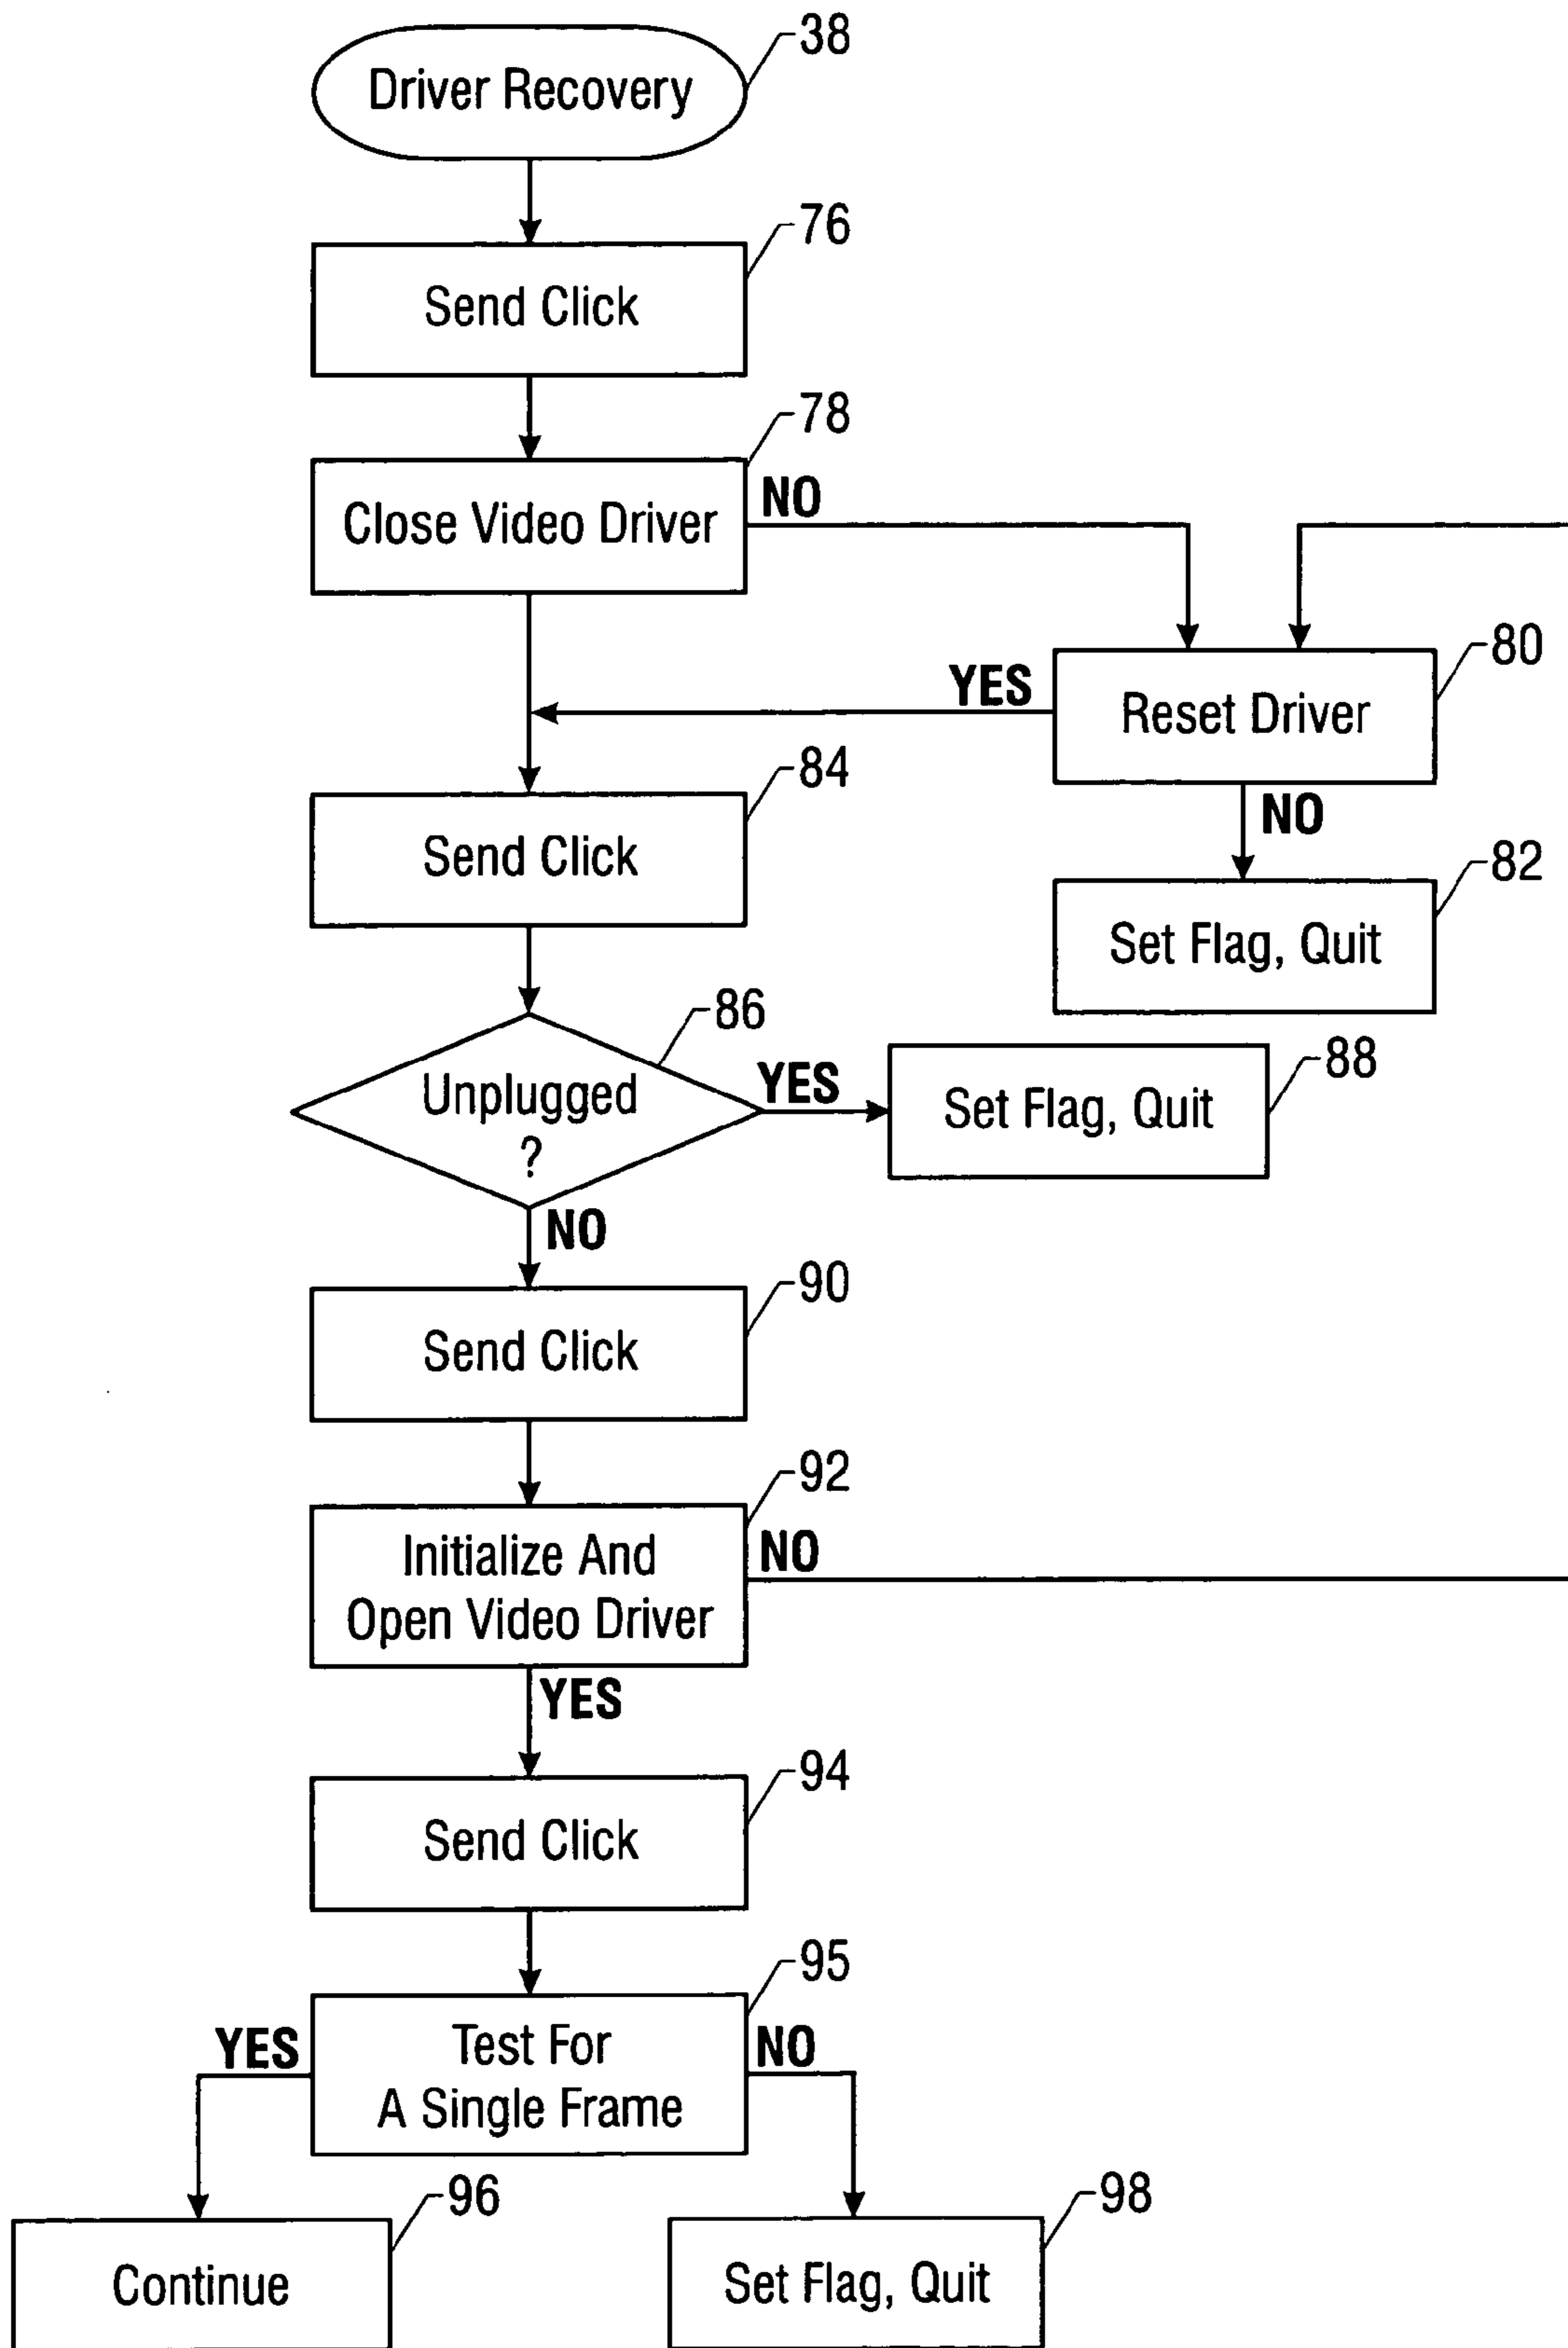 Driver Recovery
38
Send Click
76
Close Video Driver
78
NO
Reset Driver
80
YES
NO
Set Flag, Quit
82
Send Click
84
Unplugged
?
86
YES
Set Flag, Quit
88
NO
Send Click
90
Initialize And
Open Video Driver
92
NO
YES
Send Click
94
Test For
A Single Frame
95
YES
NO
Continue
96
Set Flag, Quit
98